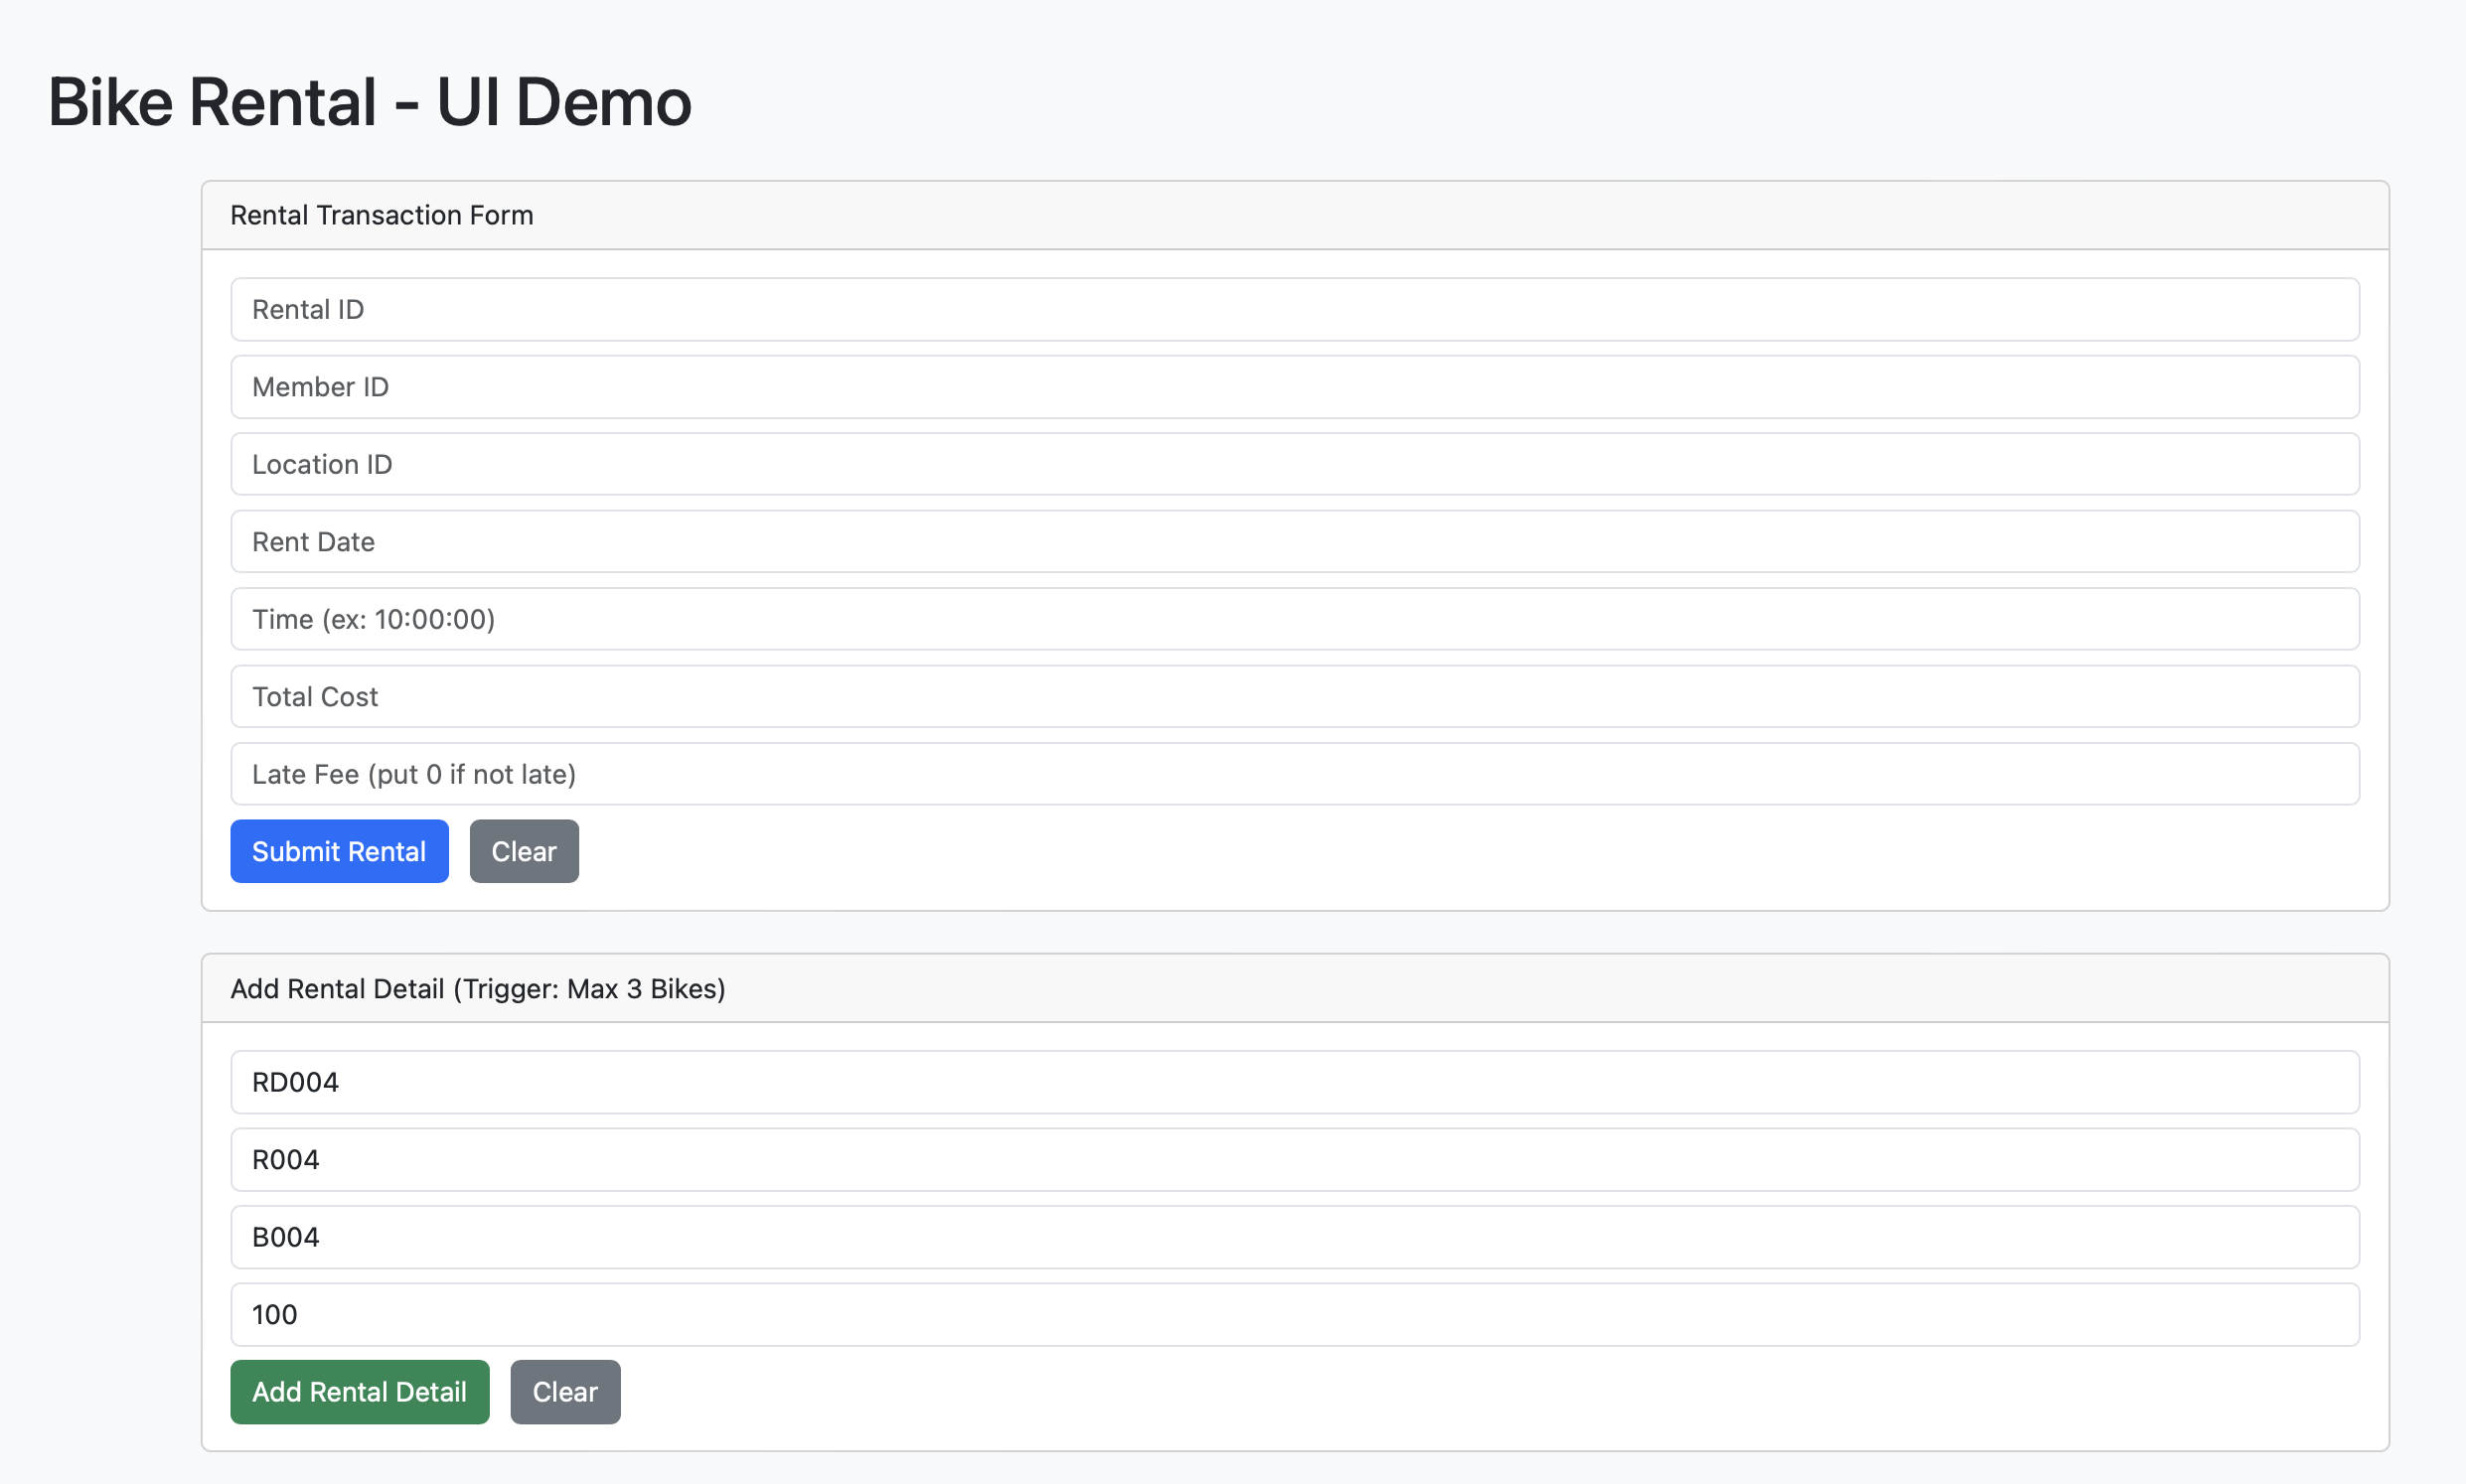 Bike Rental - UI Demo
Rental Transaction Form
Rental ID
Member ID
Location ID
Rent Date
Time (ex: 10:00:00)
Total Cost
Late Fee (put 0 if not late)
Submit Rental Clear
Add Rental Detail (Trigger: Max 3 Bikes)
RD004
R004
B004
100
Add Rental Detail Clear